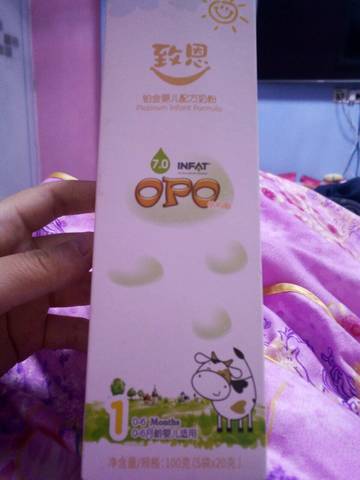 致恩
铂金婴儿配方奶粉
Platinum Infant Formula
7.0 INFAT
OPO
1 0-6 Months
0-6月龄婴儿适用
净含量/规格:100克(5袋×20克)